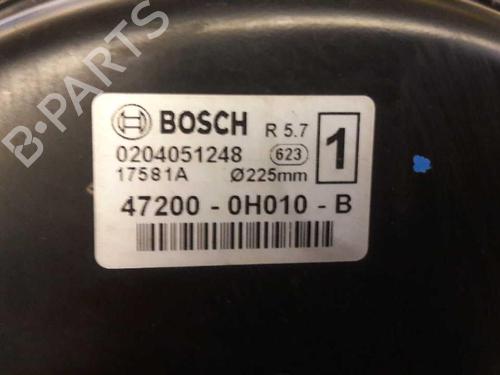 BOSCH R 5.7 1
0204051248 623
17581A Ø225mm
47200 - 0H010 - B
B-PARTS